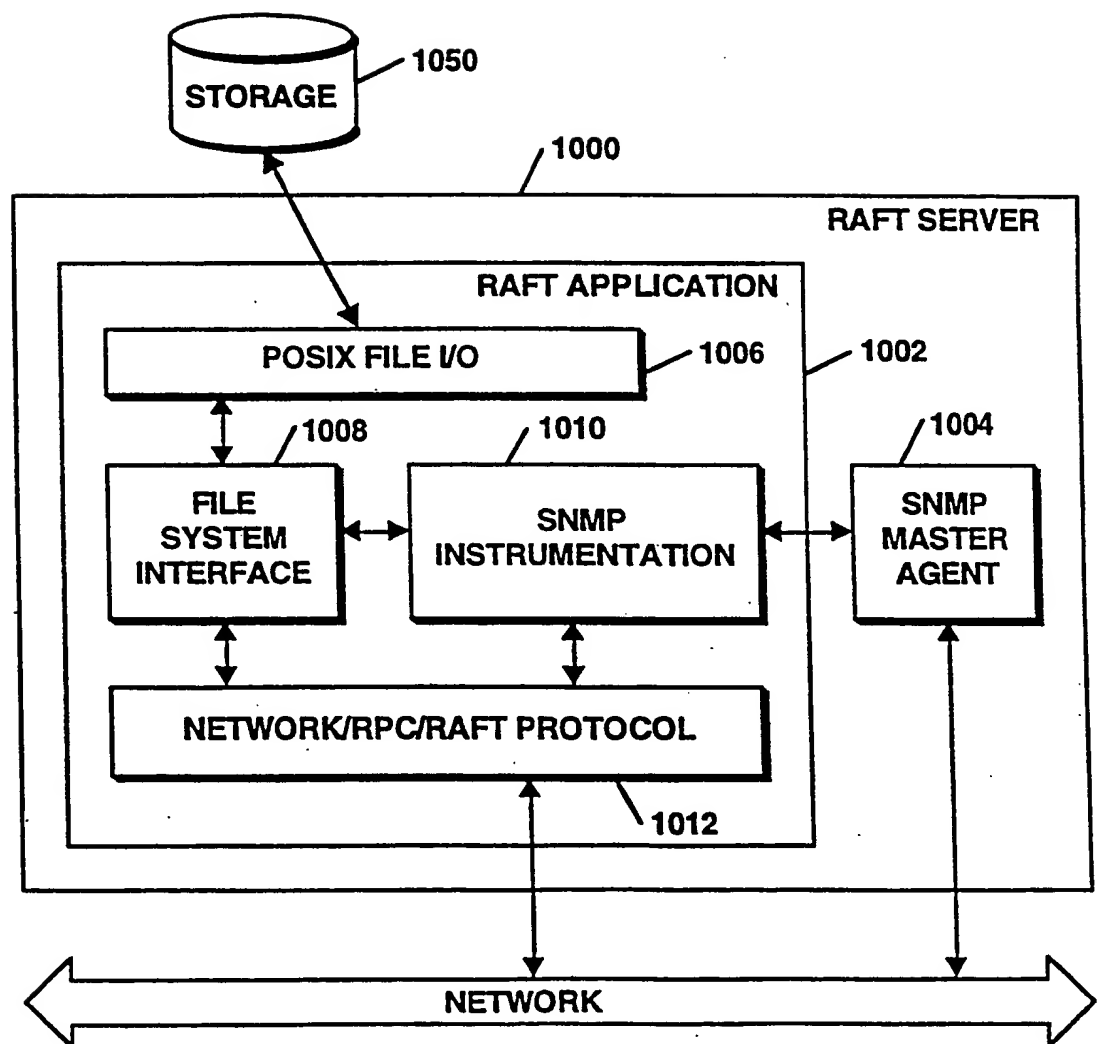 1050
STORAGE
1000
RAFT SERVER
RAFT APPLICATION
POSIX FILE I/O
1006
1002
1008
1010
1004
FILE
SYSTEM
INTERFACE
SNMP
INSTRUMENTATION
SNMP
MASTER
AGENT
NETWORK/RPC/RAFT PROTOCOL
1012
NETWORK